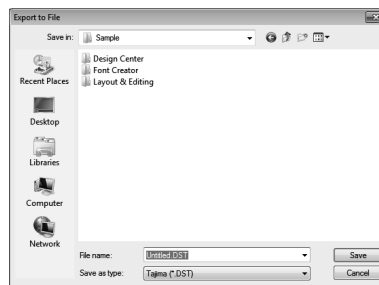 Export to File
Save in:
Sample
Recent Places
Desktop
Libraries
Computer
Network
Design Center
Font Creator
Layout & Editing
File name:
Untitled.DST
Save
Save as type:
Tajima (*.DST)
Cancel